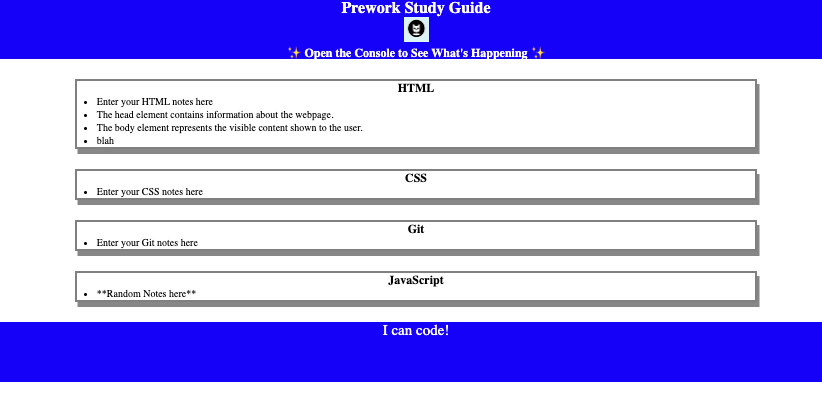 Prework Study Guide
✨ Open the Console to See What's Happening ✨
HTML
• Enter your HTML notes here
• The head element contains information about the webpage.
• The body element represents the visible content shown to the user.
• blah
CSS
• Enter your CSS notes here
Git
• Enter your Git notes here
JavaScript
• **Random Notes here**
I can code!